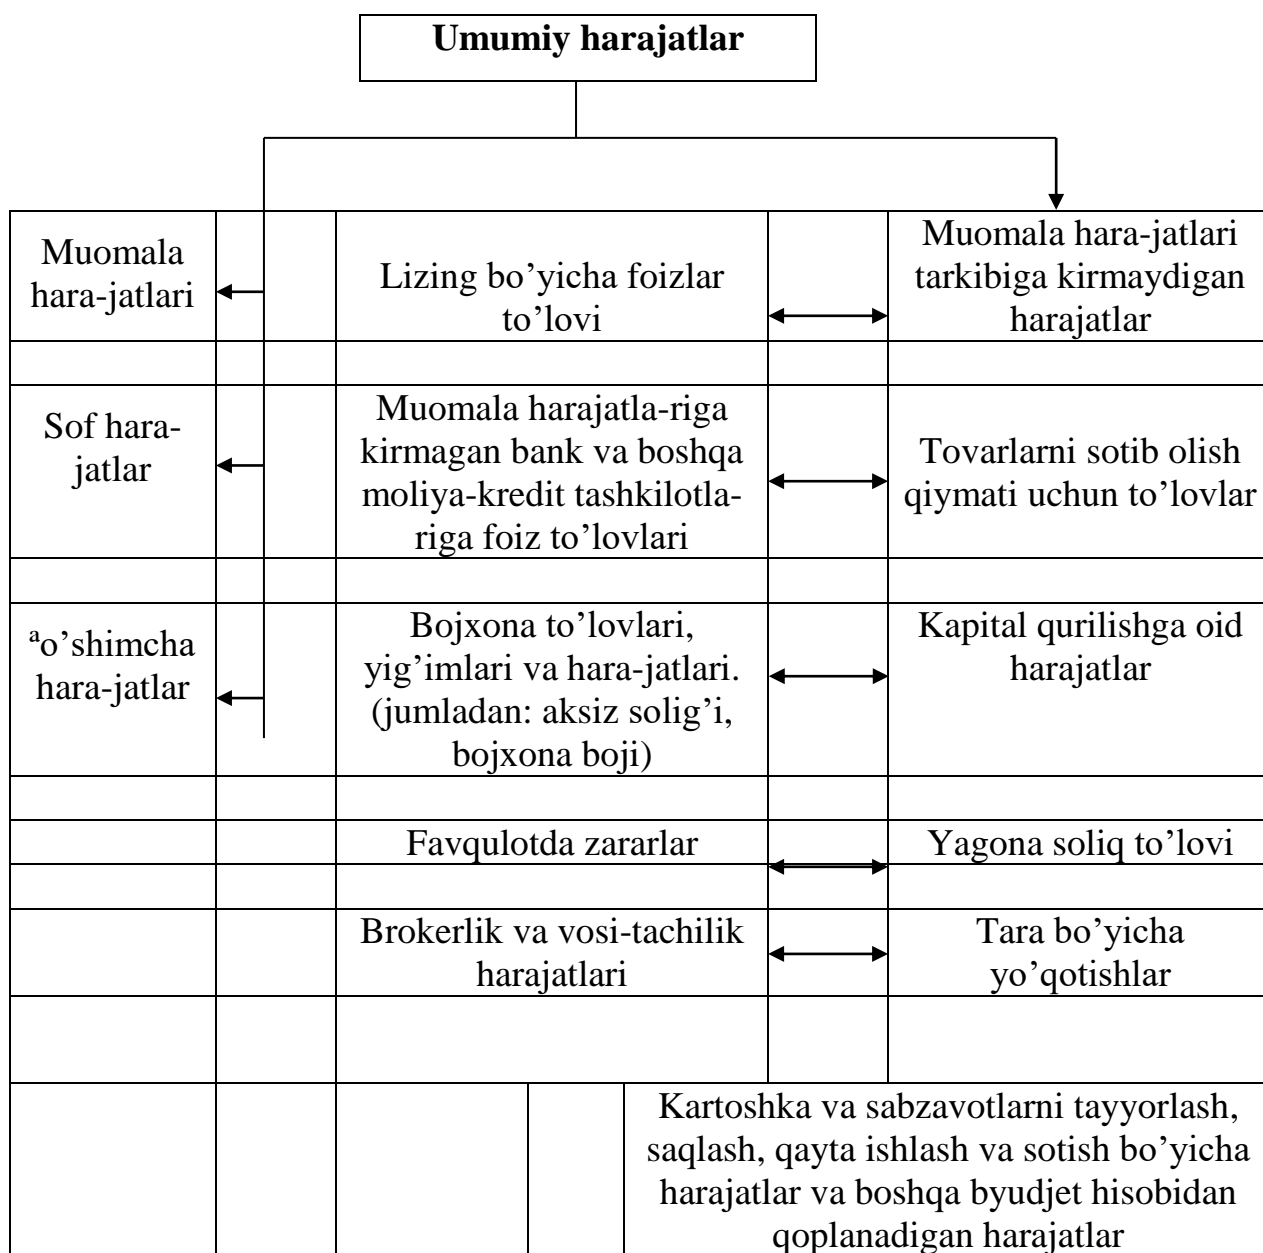 Umumiy harajatlar
Muomala
hara-jatlari
Lizing bo’yicha foizlar
to’lovi
Muomala hara-jatlari
tarkibiga kirmaydigan
harajatlar
Sof hara-
jatlar
Muomala harajatla-riga
kirmagan bank va boshqa
moliya-kredit tashkilotla-
riga foiz to’lovlari
Tovarlarni sotib olish
qiymati uchun to’lovlar
ªo’shimcha
hara-jatlar
Bojxona to’lovlari,
yig’imlari va hara-jatlari.
(jumladan: aksiz solig’i,
bojxona boji)
Kapital qurilishga oid
harajatlar
Favqulotda zararlar
Yagona soliq to’lovi
Brokerlik va vosi-tachilik
harajatlari
Tara bo’yicha
yo’qotishlar
Kartoshka va sabzavotlarni tayyorlash,
saqlash, qayta ishlash va sotish bo’yicha
harajatlar va boshqa byudjet hisobidan
qoplanadigan harajatlar